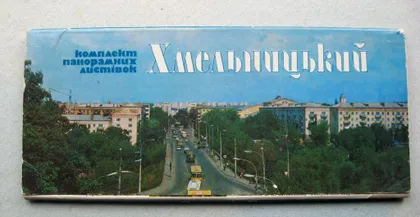 комплект
панорамних
листівок
Хмельницький